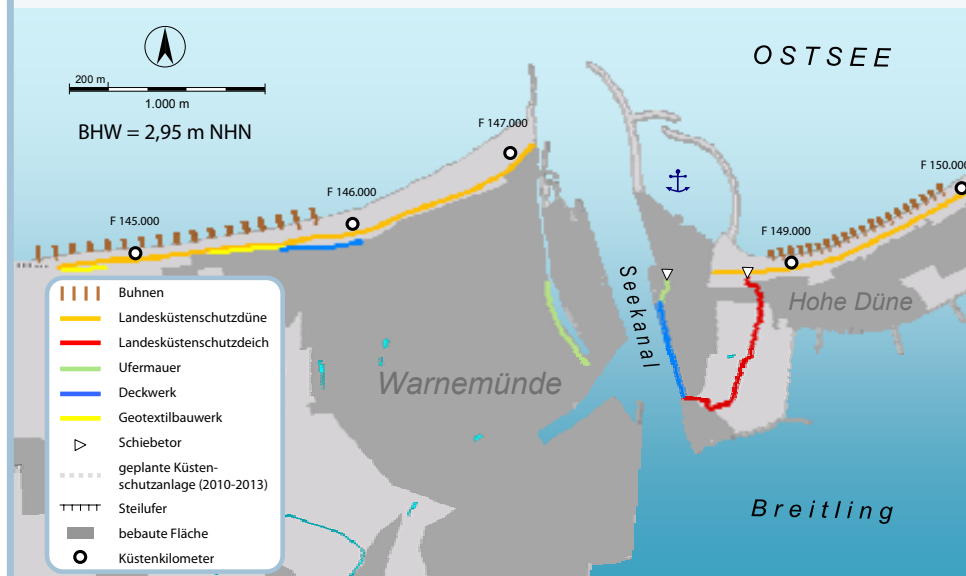 OSTSEE
200 m
1.000 m
BHW = 2,95 m NHN
F 147.000
F 150.000
F 146.000
F 145.000
F 149.000
Seekanal
Hohe Düne
Warnemünde
Breitling
Buhnen
Landesküstenschutzdüne
Landesküstenschutzdeich
Ufermauer
Deckwerk
Geotextilbauwerk
Schiebetor
geplante Küsten-
schutzanlage (2010-2013)
Steilufer
bebaute Fläche
Küstenkilometer